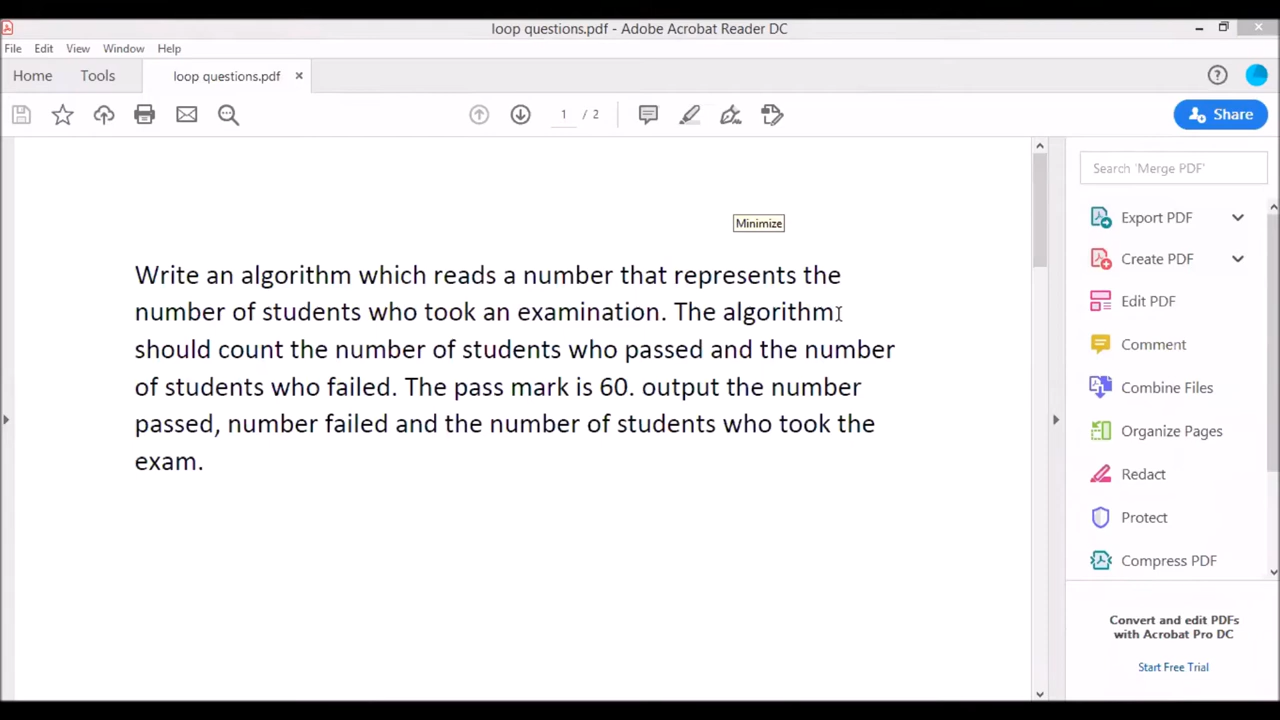 loop questions.pdf - Adobe Acrobat Reader DC
File Edit View Window Help
Home Tools loop questions.pdf ×
1 / 2
Share
Search 'Merge PDF'
Minimize
Export PDF
Create PDF
Edit PDF
Comment
Combine Files
Organize Pages
Redact
Protect
Compress PDF
Convert and edit PDFs
with Acrobat Pro DC
Start Free Trial
Write an algorithm which reads a number that represents the
number of students who took an examination. The algorithm
should count the number of students who passed and the number
of students who failed. The pass mark is 60. output the number
passed, number failed and the number of students who took the
exam.